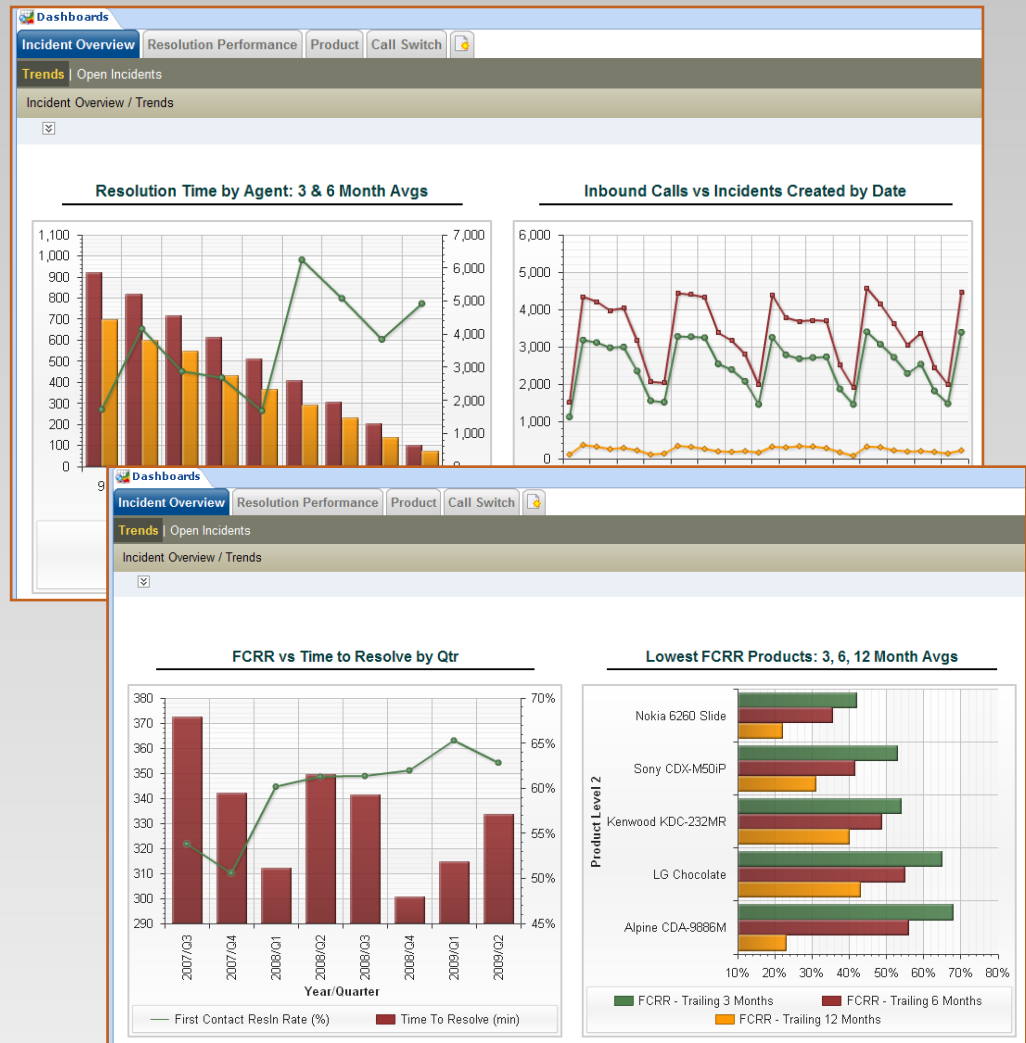 Dashboards
Incident Overview Resolution Performance Product Call Switch
Trends | Open Incidents
Incident Overview / Trends
Resolution Time by Agent: 3 & 6 Month Avgs
1,100
1,000
900
800
700
600
500
400
300
200
100
0
7,000
6,000
5,000
4,000
3,000
2,000
1,000
9
Inbound Calls vs Incidents Created by Date
6,000
5,000
4,000
3,000
2,000
1,000
0
Dashboards
Incident Overview Resolution Performance Product Call Switch
Trends | Open Incidents
Incident Overview / Trends
FCRR vs Time to Resolve by Qtr
380
370
360
350
340
330
320
310
300
290
70%
65%
60%
55%
50%
45%
2007/Q3
2007/Q4
2008/Q1
2008/Q2
2008/Q3
2008/Q4
2009/Q1
2009/Q2
Year/Quarter
First Contact Resln Rate (%) Time To Resolve (min)
Lowest FCRR Products: 3, 6, 12 Month Avgs
Product Level 2
Nokia 6260 Slide
Sony CDX-M50iP
Kenwood KDC-232MR
LG Chocolate
Alpine CDA-9886M
10% 20% 30% 40% 50% 60% 70% 80%
FCRR - Trailing 3 Months FCRR - Trailing 6 Months
FCRR - Trailing 12 Months